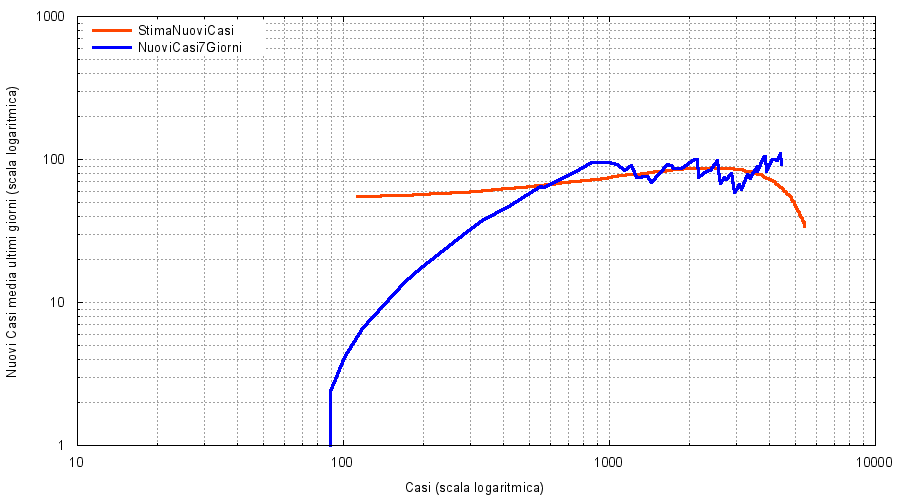 1000
100
10
1
StimaNuoviCasi
NuoviCasi7Giorni
Nuovi Casi media ultimi giorni (scala logaritmica)
10 100 1000 10000
Casi (scala logaritmica)